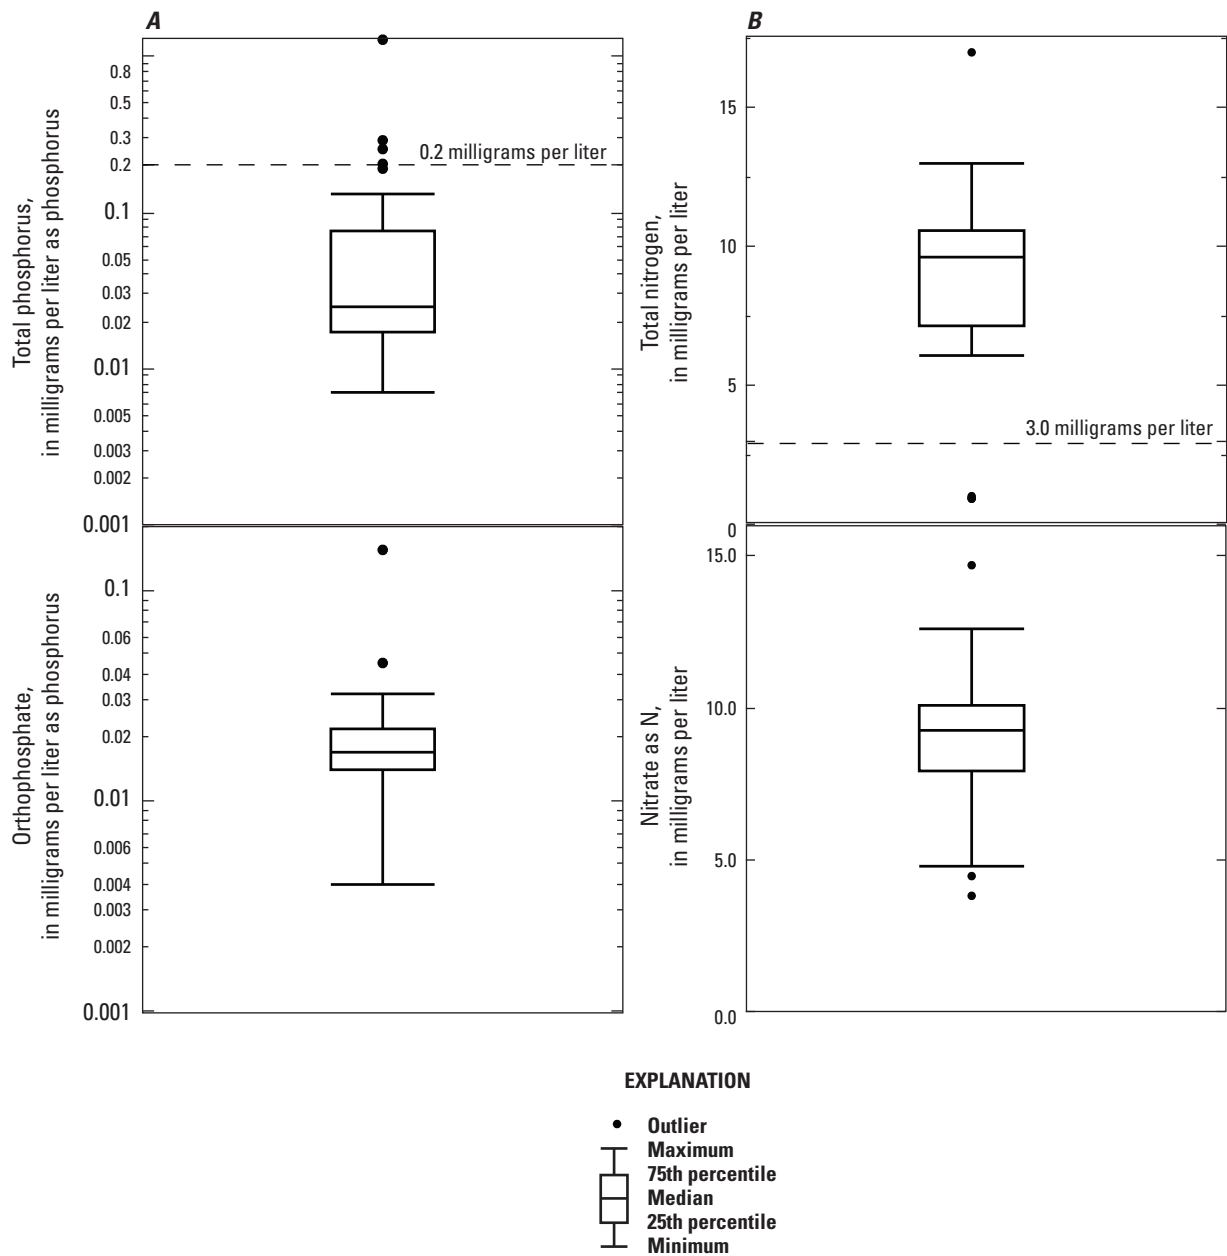 A
Total phosphorus,
in milligrams per liter as phosphorus
0.8
0.5
0.3
0.2
0.1
0.05
0.03
0.02
0.01
0.005
0.003
0.002
0.001
0.2 milligrams per liter
B
Total nitrogen,
in milligrams per liter
15
10
5
0
3.0 milligrams per liter
Orthophosphate,
in milligrams per liter as phosphorus
0.1
0.06
0.04
0.03
0.02
0.01
0.006
0.004
0.003
0.002
0.001
Nitrate as N,
in milligrams per liter
15.0
10.0
5.0
0.0
EXPLANATION
Outlier
Maximum
75th percentile
Median
25th percentile
Minimum